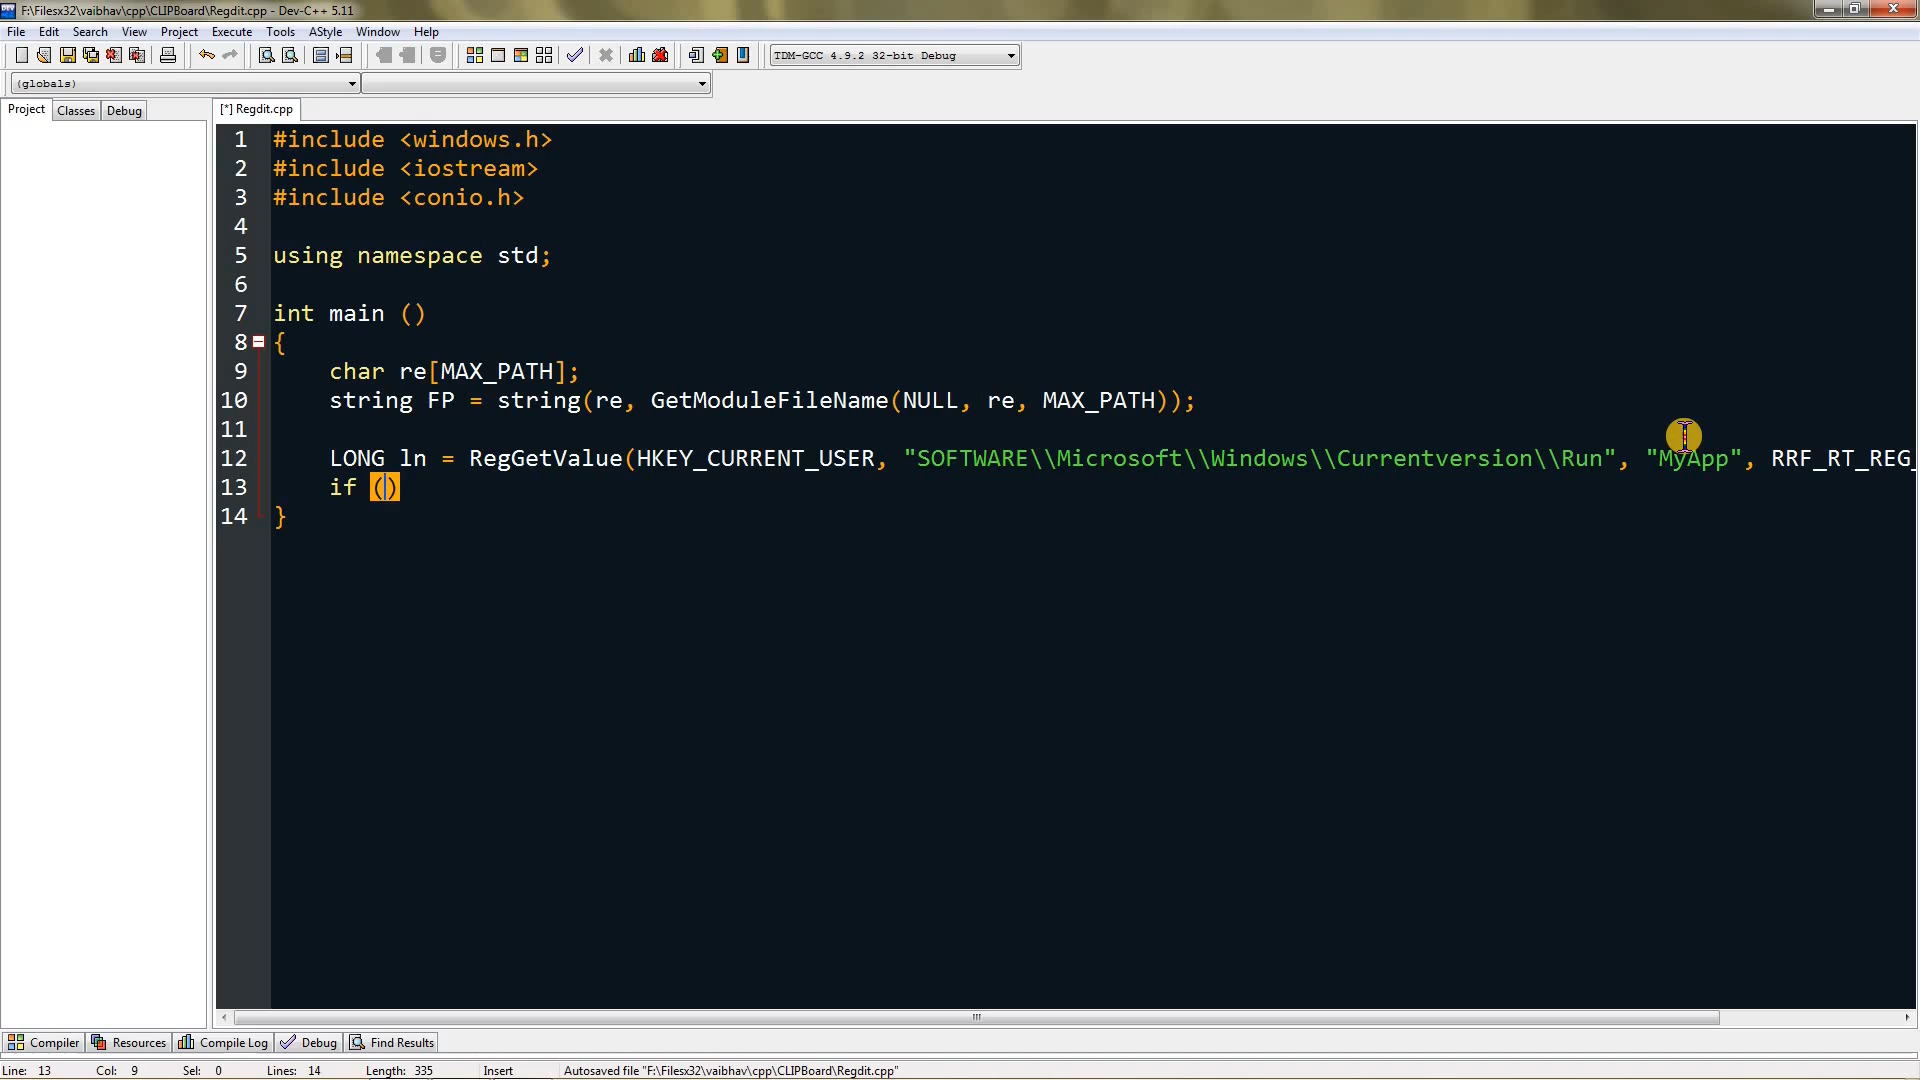 F:\Filesx32\vaibhav\cpp\CLIPBoard\Regdit.cpp - Dev-C++ 5.11
File Edit Search View Project Execute Tools AStyle Window Help
TDM-GCC 4.9.2 32-bit Debug
(globals)
Project Classes Debug
[*] Regdit.cpp
1 #include <windows.h>
2 #include <iostream>
3 #include <conio.h>
4
5 using namespace std;
6
7 int main ()
8 {
9 char re[MAX_PATH];
10 string FP = string(re, GetModuleFileName(NULL, re, MAX_PATH));
11
12 LONG ln = RegGetValue(HKEY_CURRENT_USER, "SOFTWARE\\Microsoft\\Windows\\Currentversion\\Run", "MyApp", RRF_RT_REG_
13 if ()
14 }
Compiler Resources Compile Log Debug Find Results
Line: 13 Col: 9 Sel: 0 Lines: 14 Length: 335 Insert Autosaved file "F:\Filesx32\vaibhav\cpp\CLIPBoard\Regdit.cpp"